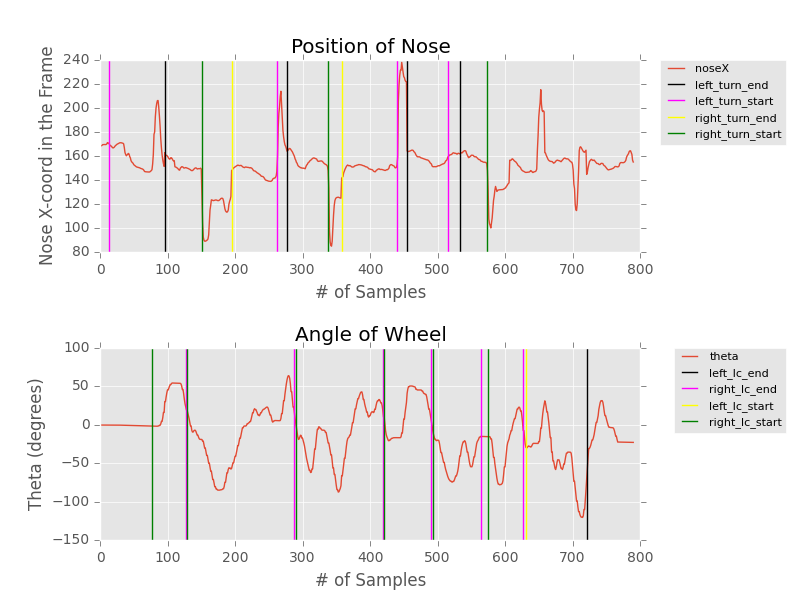 Position of Nose
Nose X-coord in the Frame
240
220
200
180
160
140
120
100
80
0 100 200 300 400 500 600 700 800
# of Samples
noseX
left_turn_end
left_turn_start
right_turn_end
right_turn_start
Angle of Wheel
Theta (degrees)
100
50
0
−50
−100
−150
0 100 200 300 400 500 600 700 800
# of Samples
theta
left_lc_end
right_lc_end
left_lc_start
right_lc_start